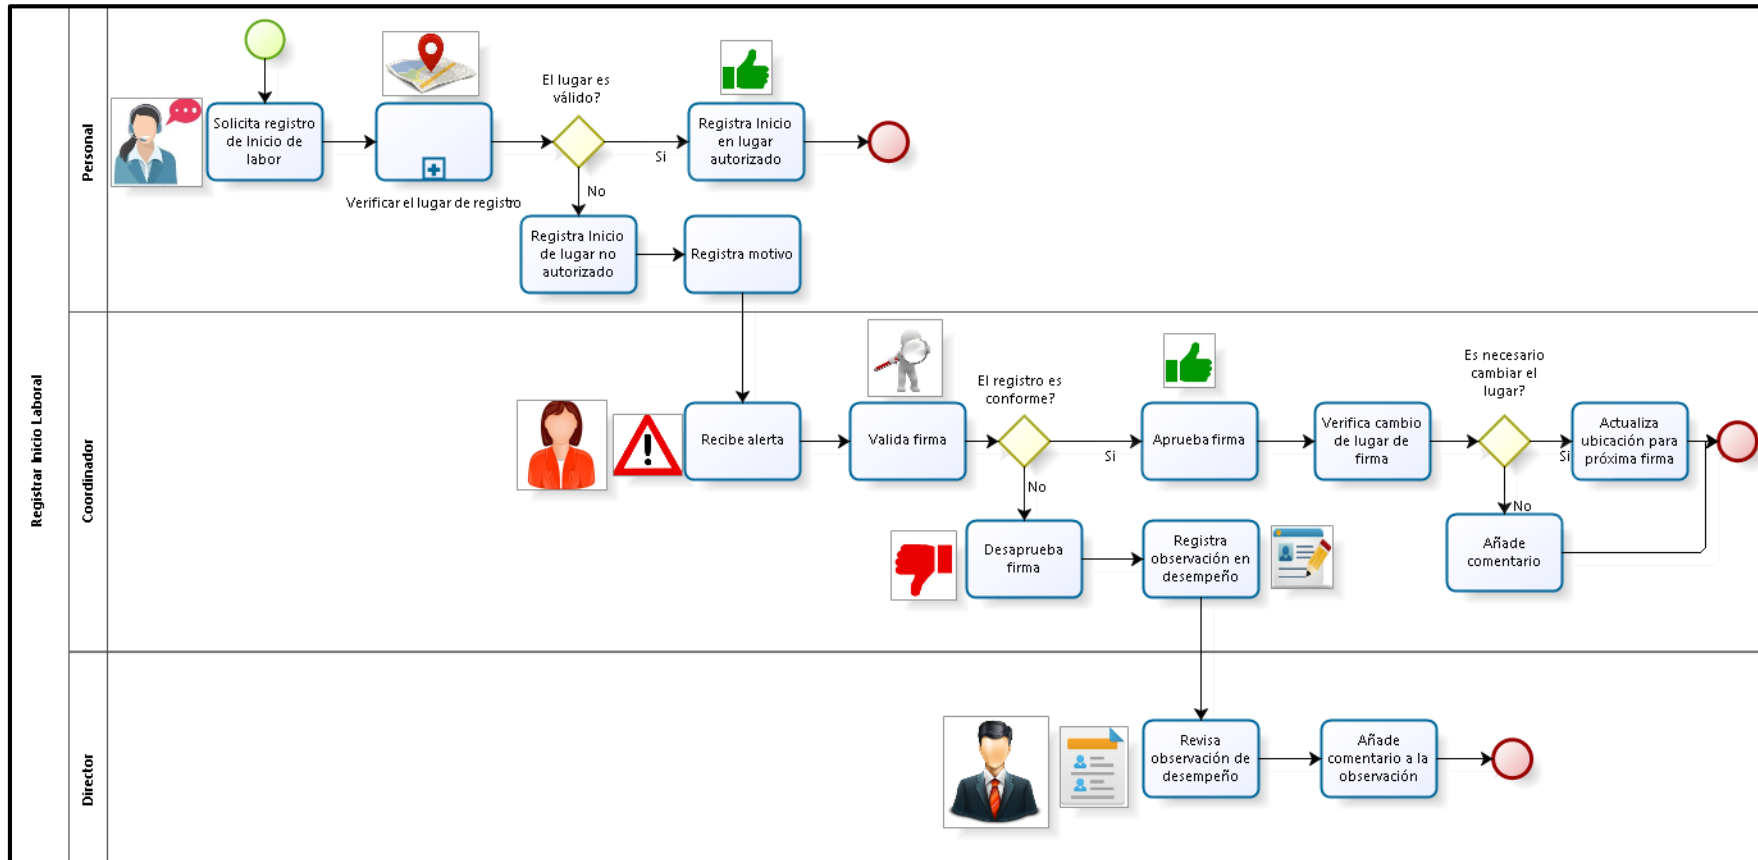 Registrar Inicio Laboral
Personal
Solicita registro
de Inicio de
labor
Verificar el lugar de registro
El lugar es
válido?
Si
No
Registra Inicio
en lugar
autorizado
Registra Inicio
de lugar no
autorizado
Registra motivo
Coordinador
Recibe alerta
Valida firma
El registro es
conforme?
Si
No
Aprueba firma
Verifica cambio
de lugar de
firma
Es necesario
cambiar el
lugar?
Si
No
Actualiza
ubicación para
próxima firma
Añade
comentario
Desaprueba
firma
Registra
observación en
desempeño
Director
Revisa
observación de
desempeño
Añade
comentario a la
observación